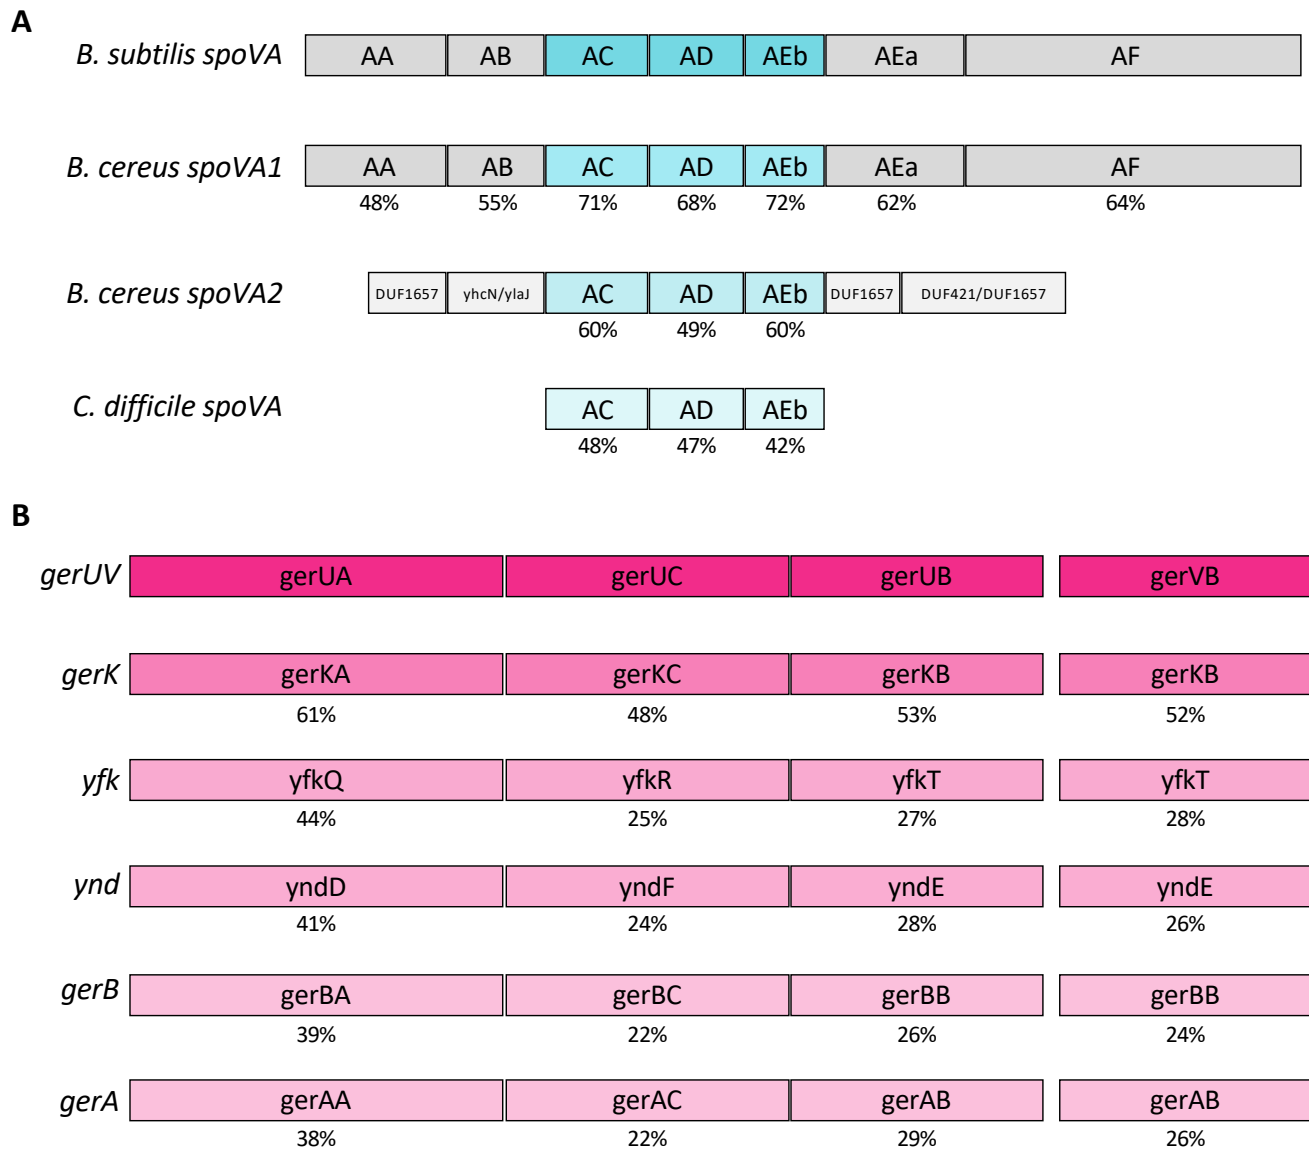 A
B. subtilis spoVA AA AB AC AD AEb AEa AF
B. cereus spoVA1 AA AB AC AD AEb AEa AF
48% 55% 71% 68% 72% 62% 64%
B. cereus spoVA2 DUF1657 yhcN/ylaJ AC AD AEb DUF1657 DUF421/DUF1657
60% 49% 60%
C. difficile spoVA AC AD AEb
48% 47% 42%
B
gerUV gerUA gerUC gerUB gerVB
gerK gerKA gerKC gerKB gerKB
61% 48% 53% 52%
yfk yfkQ yfkR yfkT yfkT
44% 25% 27% 28%
ynd yndD yndF yndE yndE
41% 24% 28% 26%
gerB gerBA gerBC gerBB gerBB
39% 22% 26% 24%
gerA gerAA gerAC gerAB gerAB
38% 22% 29% 26%